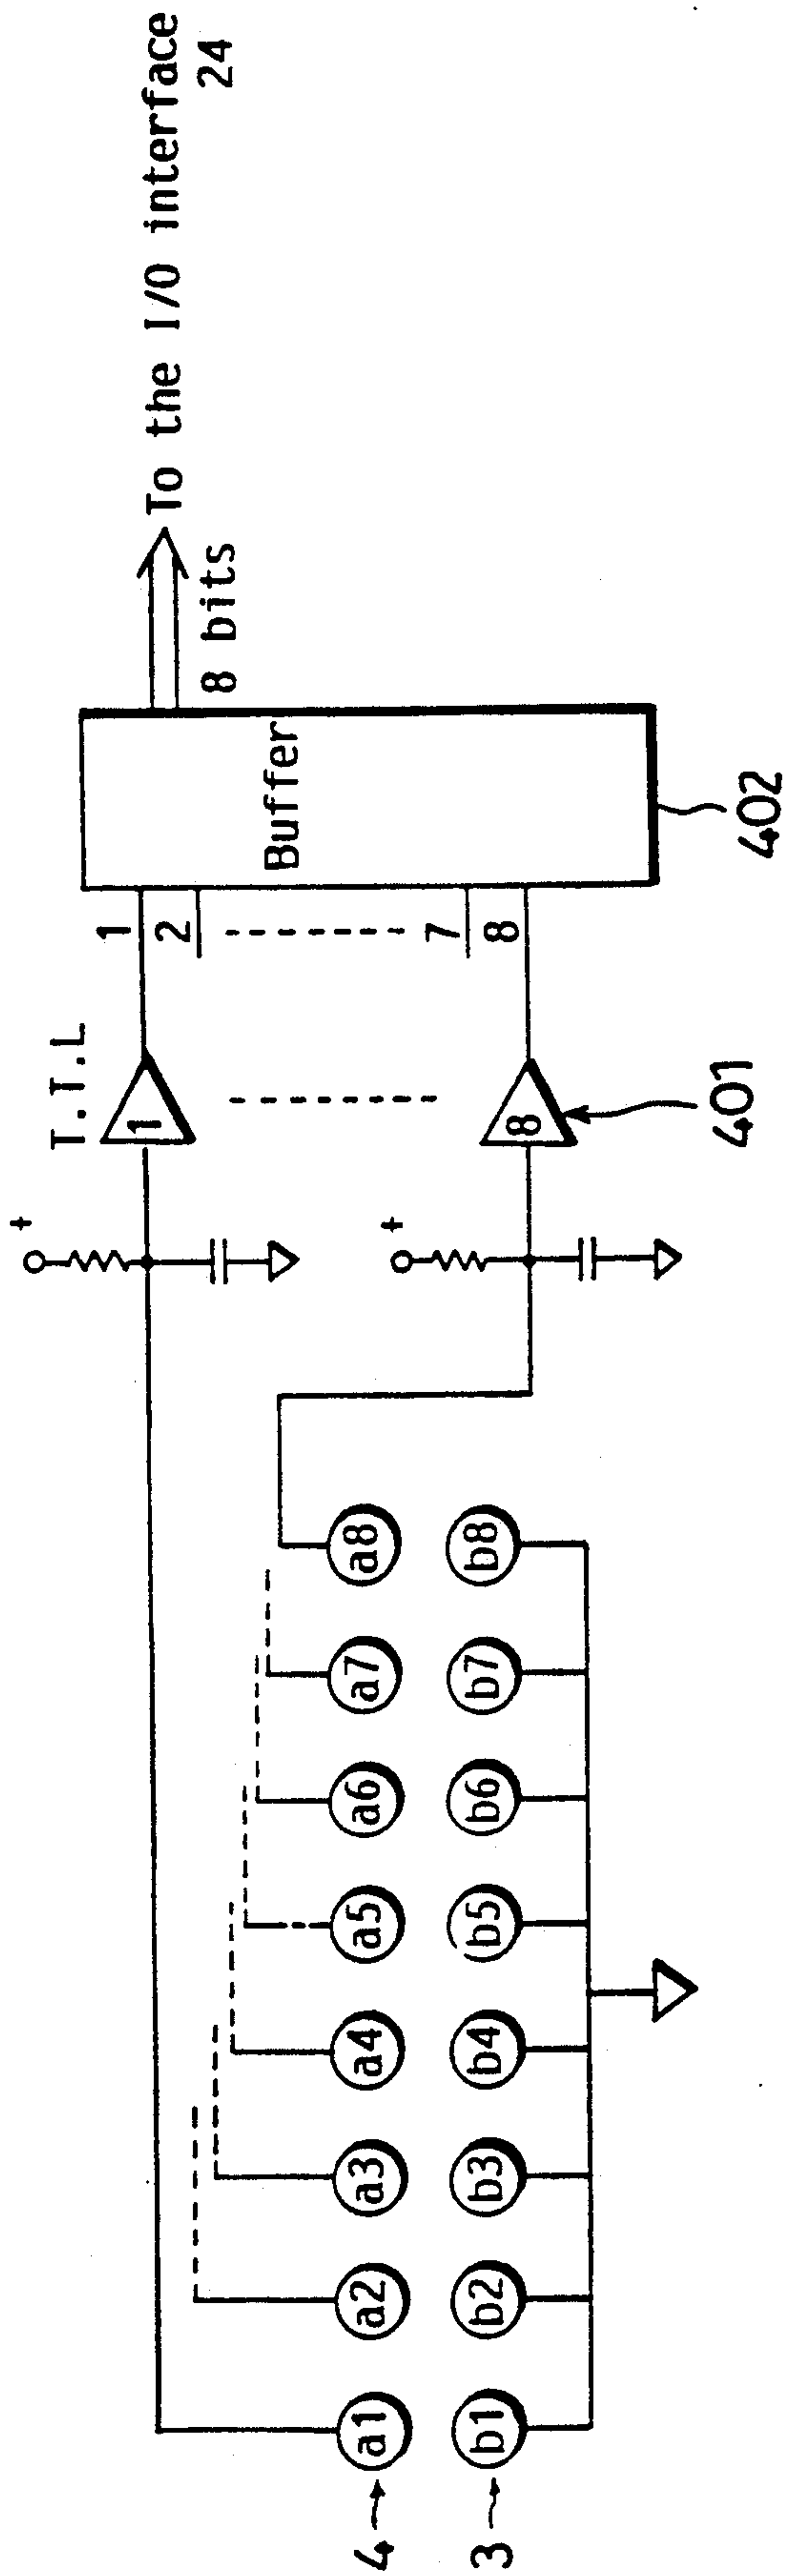 To the I/O interface
24
8 bits
Buffer
402
1
2
7
8
T.T.L
1
8
401
+
+
a1 a2 a3 a4 a5 a6 a7 a8
b1 b2 b3 b4 b5 b6 b7 b8
4
3